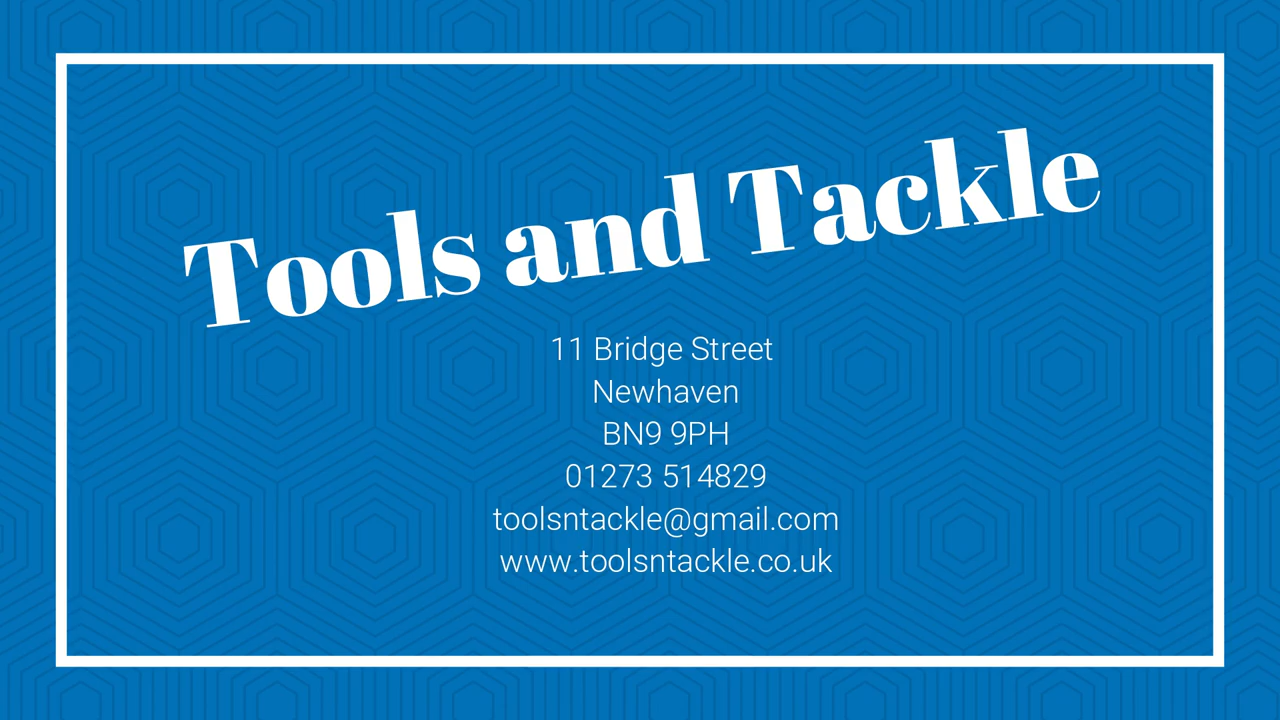 Tools and Tackle
11 Bridge Street
Newhaven
BN9 9PH
01273 514829
toolsntackle@gmail.com
www.toolsntackle.co.uk